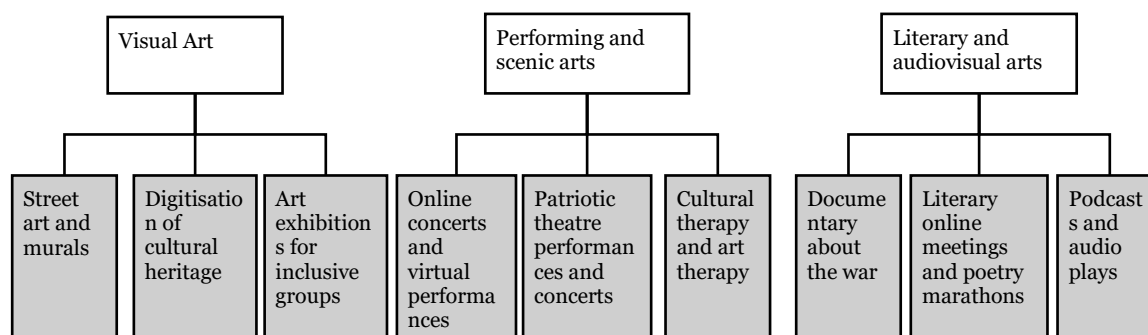 Visual Art
Performing and
scenic arts
Literary and
audiovisual arts
Street
art and
murals
Digitisatio
n of
cultural
heritage
Art
exhibition
s for
inclusive
groups
Online
concerts
and
virtual
performa
nces
Patriotic
theatre
performan
ces and
concerts
Cultural
therapy
and art
therapy
Docume
ntary
about
the war
Literary
online
meetings
and poetry
marathons
Podcast
s and
audio
plays